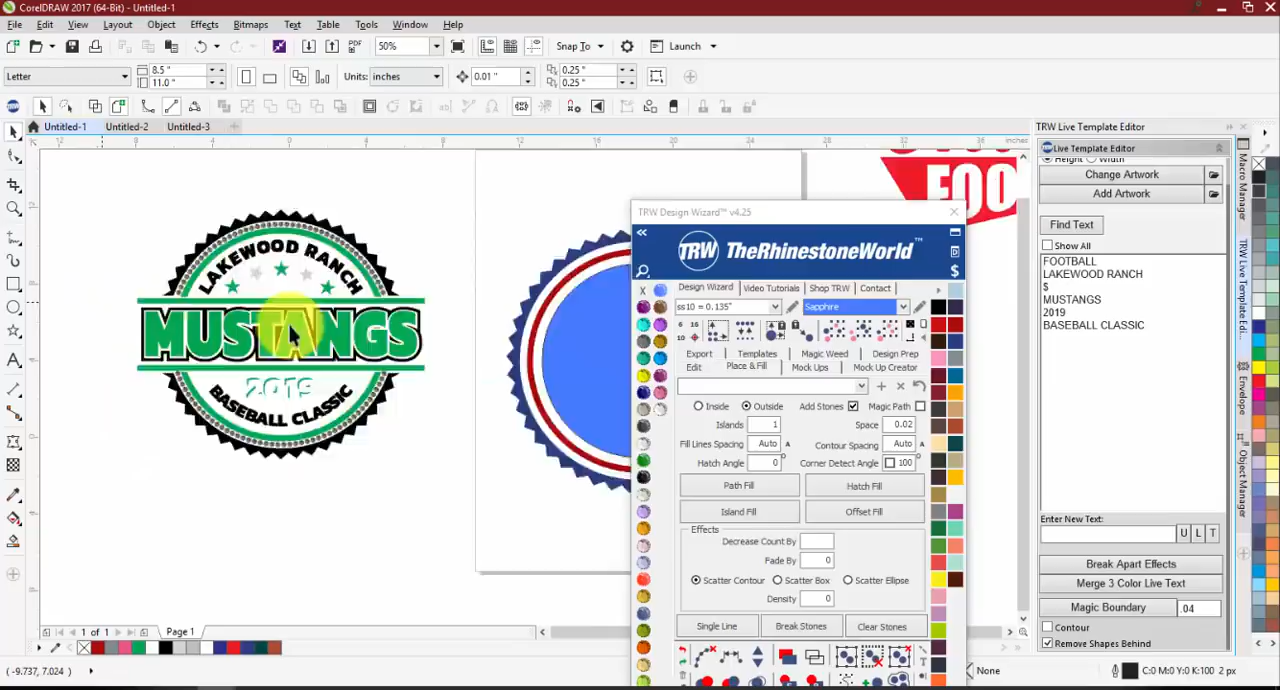 CorelDRAW 2017 (64-Bit) - Untitled-1
File Edit View Layout Object Effects Bitmaps Text Table Tools Window Help
PDF 50% Snap To Launch
Letter 8.5 " 11.0 " Units: inches 0.01 " 0.25 " 0.25 "
Untitled-1 Untitled-2 Untitled-3
inches
LAKEWOOD RANCH
MUSTANGS
2019
BASEBALL CLASSIC
FOO
TRW Design Wizard™ v4.25
TRW TheRhinestoneWorld™
Design Wizard Video Tutorials Shop TRW Contact
ss10 = 0.135" Sapphire
Export Templates Magic Weed Design Prep
Edit Place & Fill Mock Ups Mock Up Creator
Inside Outside Add Stones Magic Path
Islands 1 Space 0.02
Fill Lines Spacing Auto A Contour Spacing Auto A
Hatch Angle 0 ° Corner Detect Angle 100 °
Path Fill Hatch Fill
Island Fill Offset Fill
Effects
Decrease Count By
Fade By 0
Scatter Contour Scatter Box Scatter Ellipse
Density 0
Single Line Break Stones Clear Stones
TRW Live Template Editor
Live Template Editor
Height Width
Change Artwork
Add Artwork
Find Text
Show All
FOOTBALL
LAKEWOOD RANCH
$
MUSTANGS
2019
BASEBALL CLASSIC
Enter New Text:
U L T
Break Apart Effects
Merge 3 Color Live Text
Magic Boundary .04
Contour
Remove Shapes Behind
Macro Manager
TRW Live Template Edi...
Envelope
Object Manager
1 of 1 Page 1
(-9.737, 7.024) None C:0 M:0 Y:0 K:100 2 px